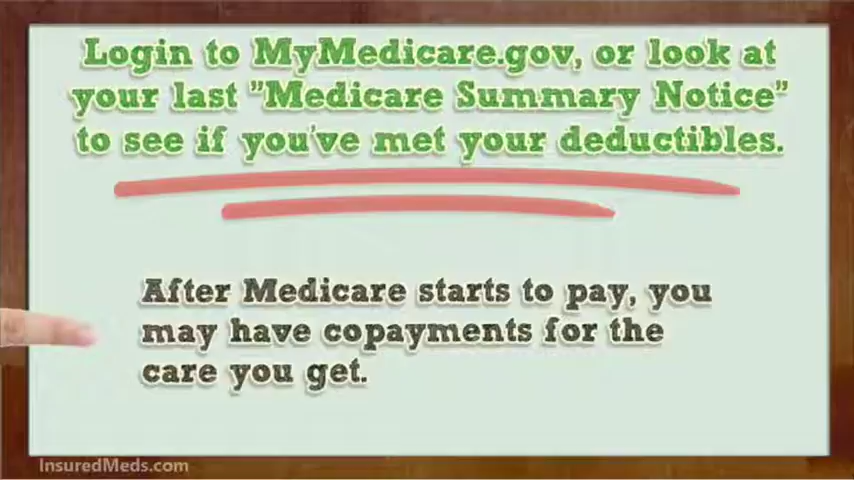 Login to MyMedicare.gov, or look at
your last "Medicare Summary Notice"
to see if you've met your deductibles.
After Medicare starts to pay, you
may have copayments for the
care you get.
InsuredMeds.com